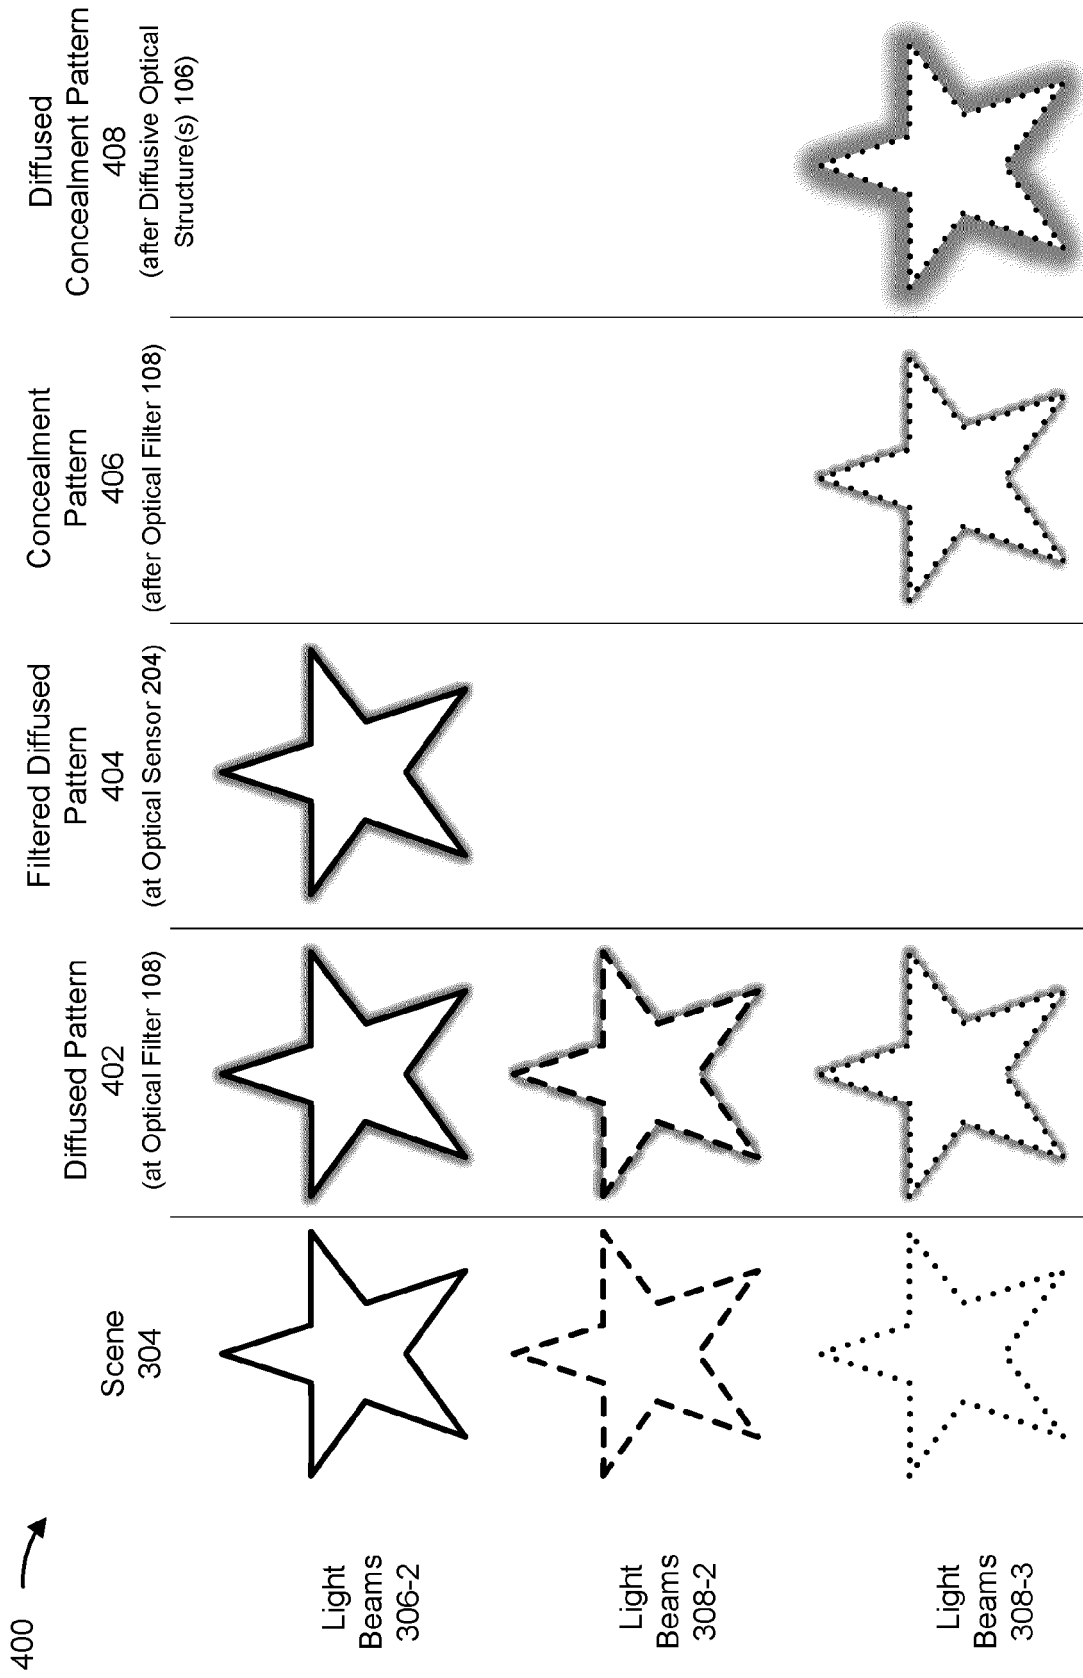 400
Scene
304
Diffused Pattern
402
(at Optical Filter 108)
Filtered Diffused
Pattern
404
(at Optical Sensor 204)
Concealment
Pattern
406
(after Optical Filter 108)
Diffused
Concealment Pattern
408
(after Diffusive Optical
Structure(s) 106)
Light
Beams
306-2
Light
Beams
308-2
Light
Beams
308-3